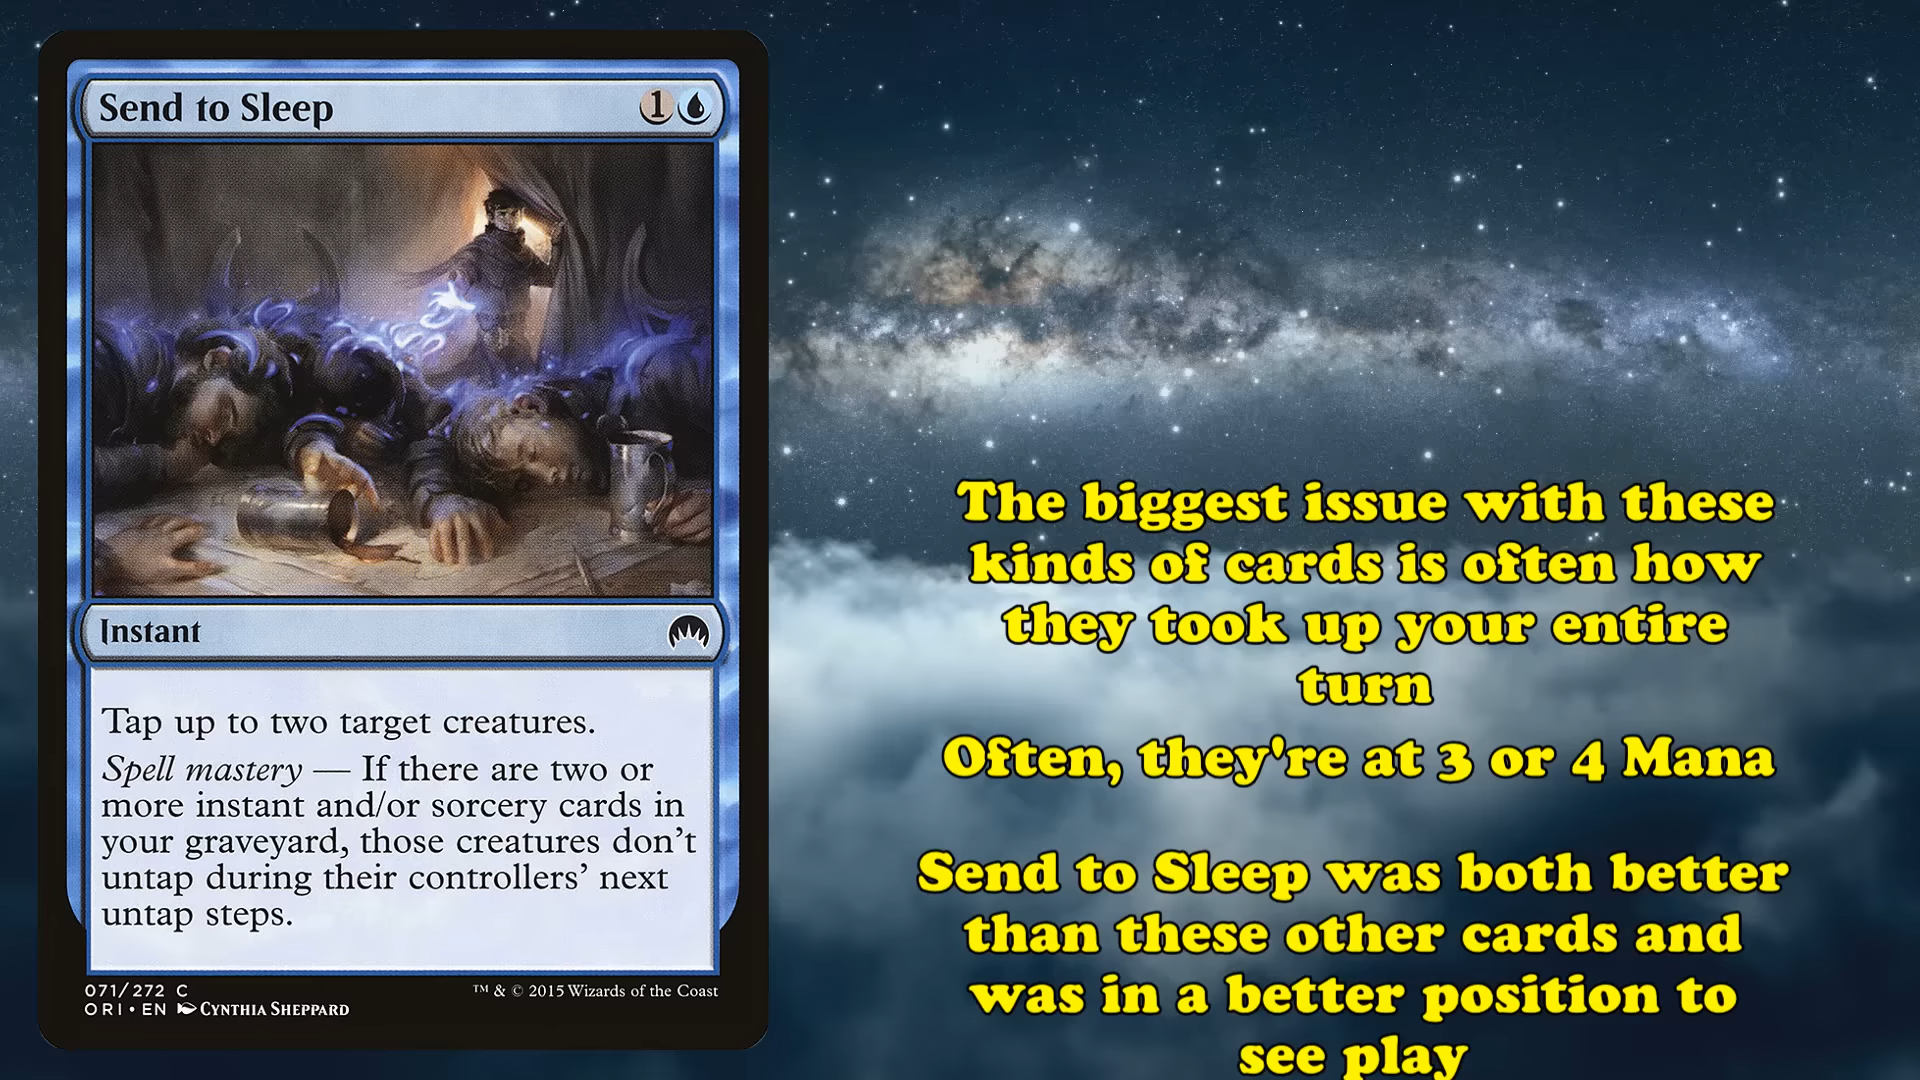 Send to Sleep 1
Instant
Tap up to two target creatures.
Spell mastery — If there are two or
more instant and/or sorcery cards in
your graveyard, those creatures don't
untap during their controllers' next
untap steps.
071/272 C
ORI • EN Cynthia Sheppard
™ & © 2015 Wizards of the Coast
The biggest issue with these
kinds of cards is often how
they took up your entire
turn
Often, they're at 3 or 4 Mana
Send to Sleep was both better
than these other cards and
was in a better position to
see play